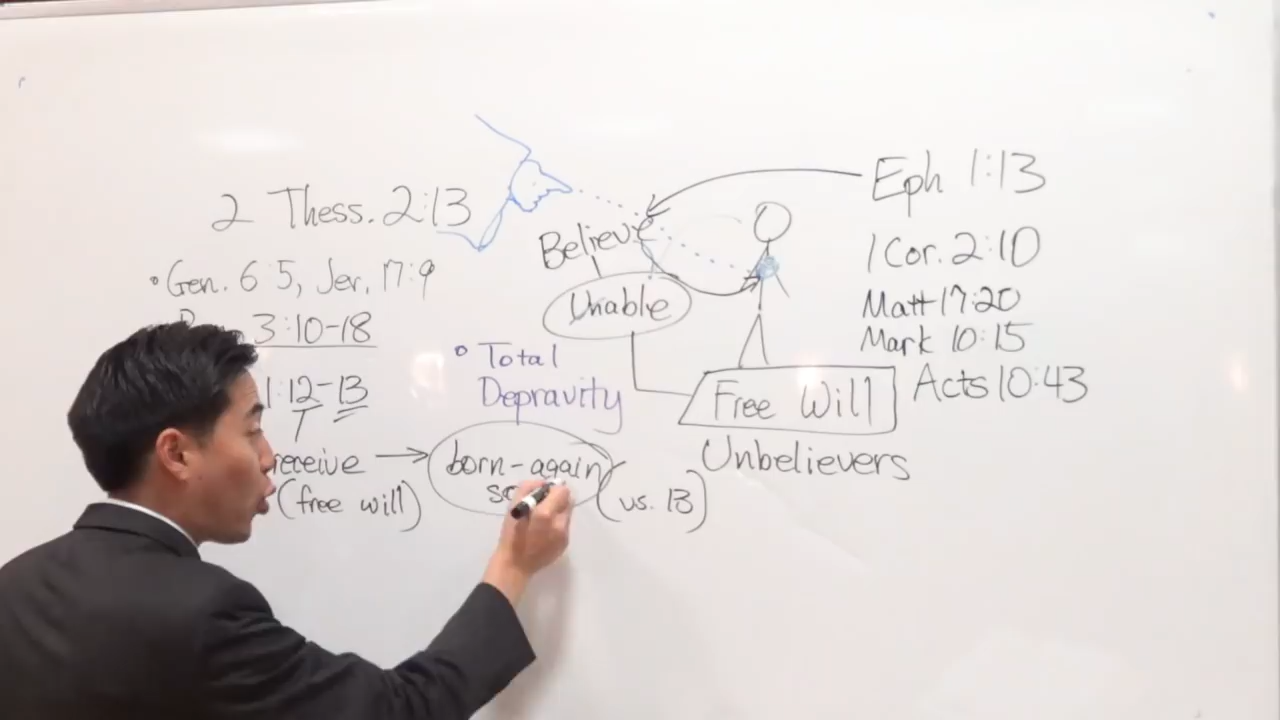 2 Thess. 2:13
• Gen. 6:5, Jer. 17:9
3:10-18
1:12-13
receive → born-again
(free will)
(vs. 13)
Believe
Unable
• Total
Depravity
Free Will
Unbelievers
Eph 1:13
1 Cor. 2:10
Matt 17:20
Mark 10:15
Acts 10:43